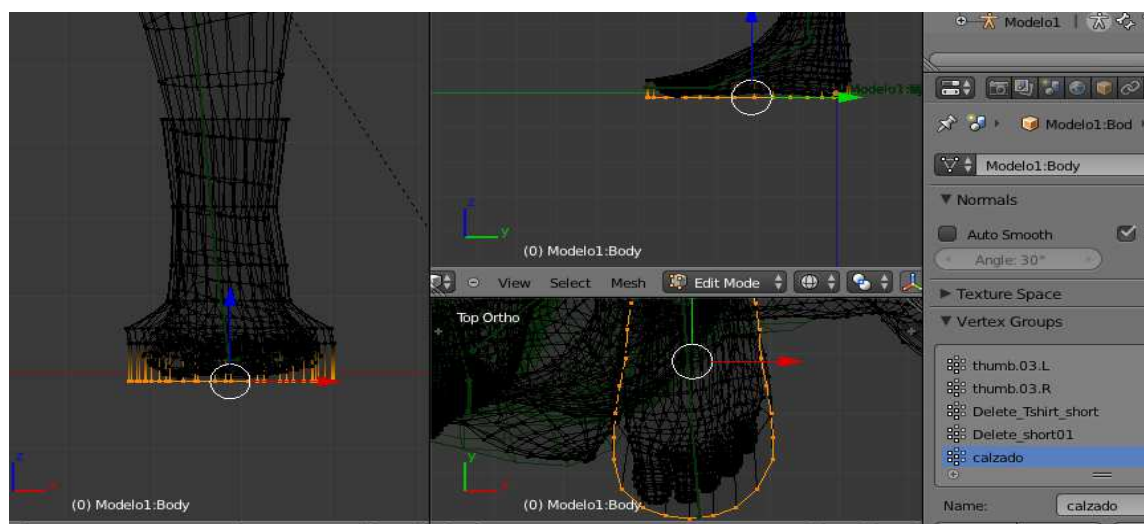 Modelo1
Modelo1:
z
y
(0) Modelo1:Body
View Select Mesh Edit Mode
Top Ortho
z
(0) Modelo1:Body
y
(0) Modelo1:Body
Modelo1:Bod
Modelo1:Body
Normals
Auto Smooth
Angle: 30°
Texture Space
Vertex Groups
thumb.03.L
thumb.03.R
Delete_Tshirt_short
Delete_short01
calzado
Name: calzado